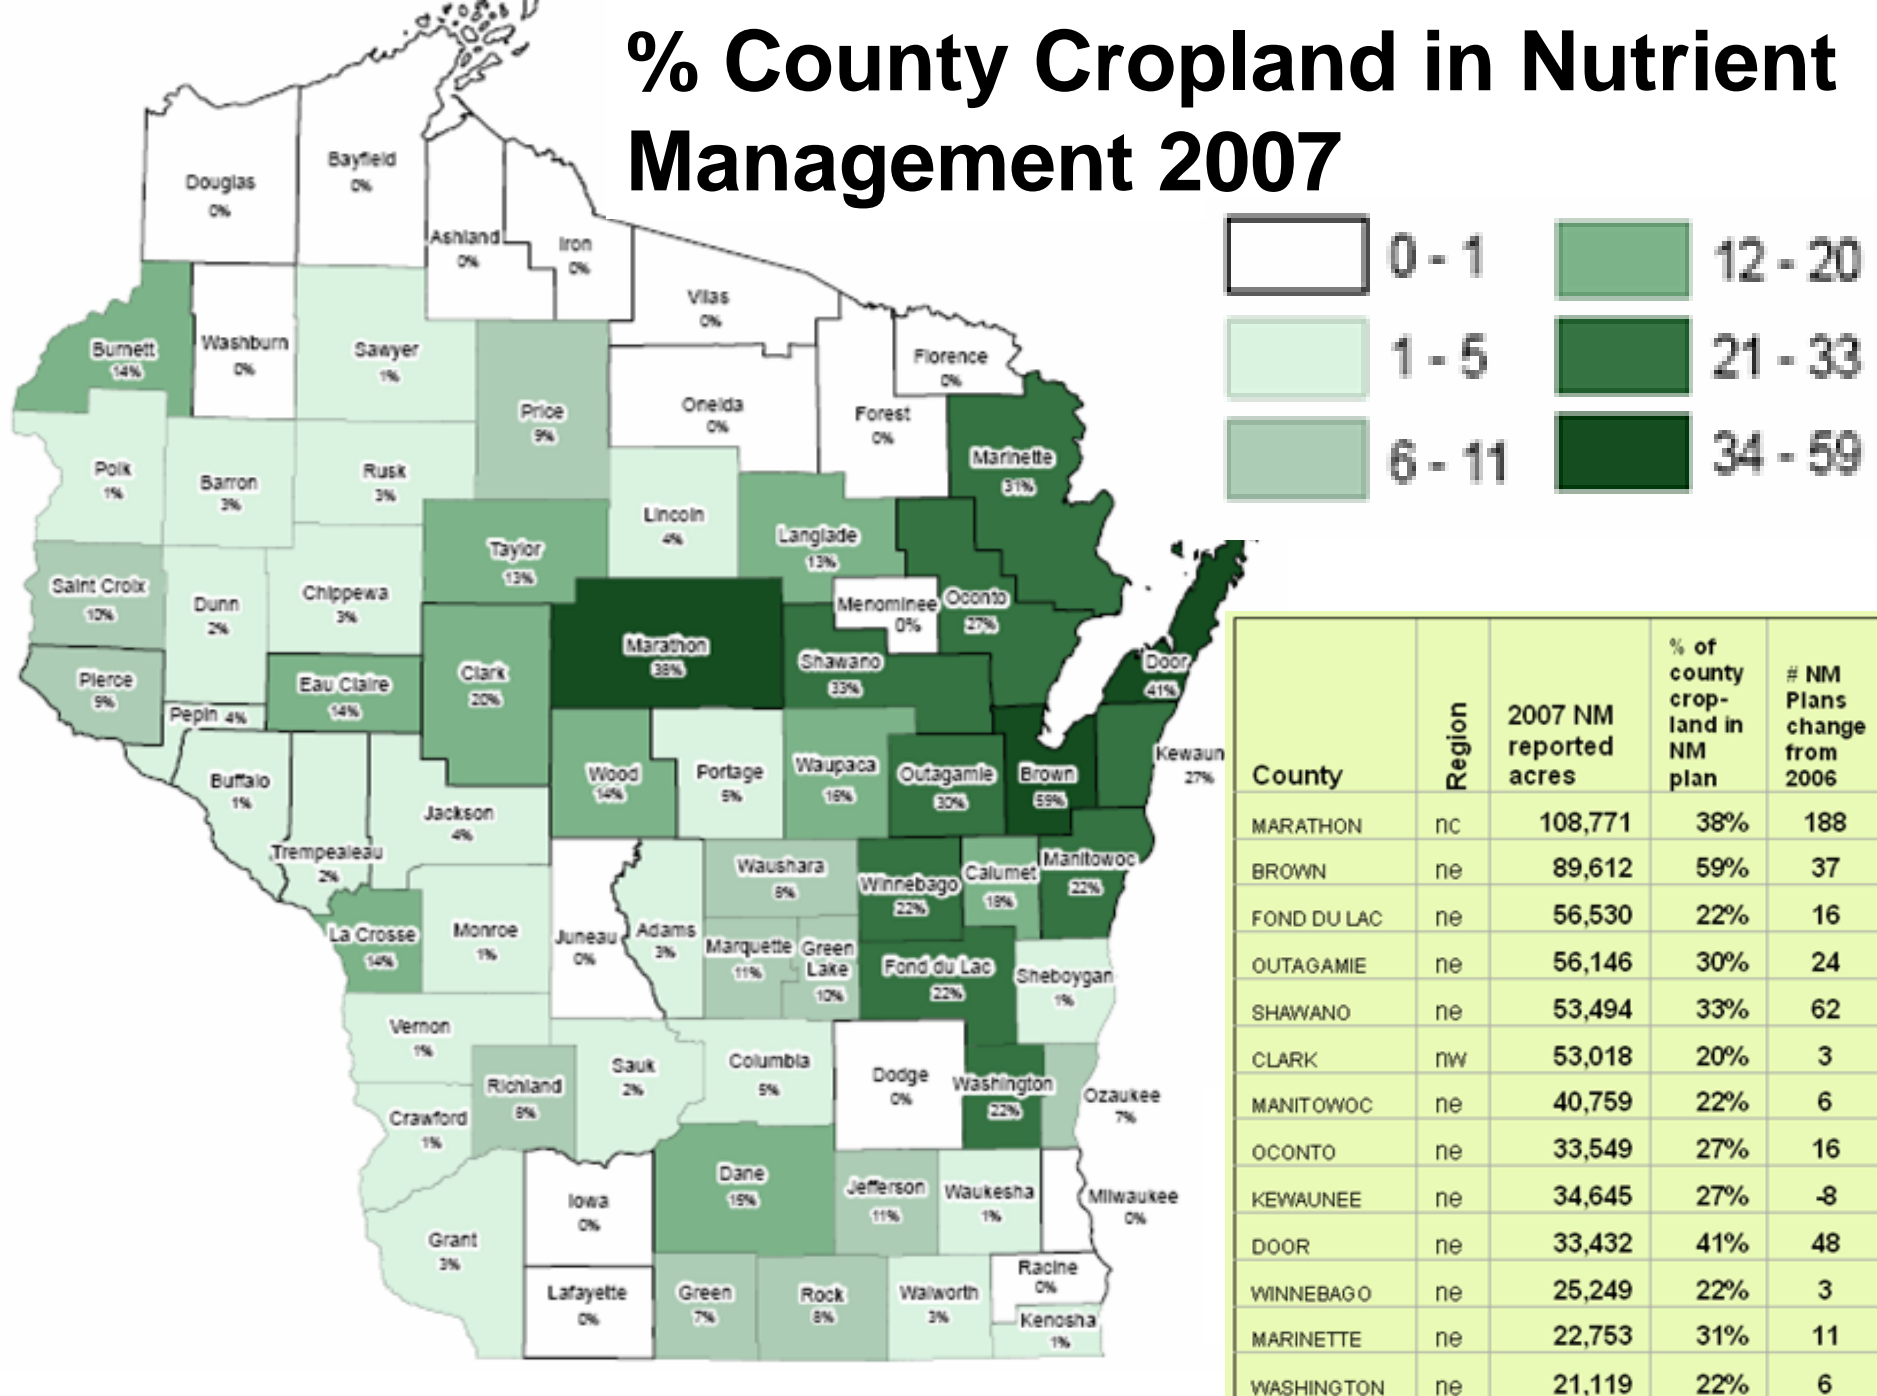 % County Cropland in Nutrient
Management 2007
0 - 1
12 - 20
1 - 5
21 - 33
6 - 11
34 - 59
Douglas
0%
Bayfield
0%
Ashland
0%
Iron
0%
Vilas
0%
Burnett
14%
Washburn
0%
Sawyer
1%
Price
9%
Oneida
0%
Forest
0%
Florence
0%
Marinette
31%
Polk
1%
Barron
3%
Rusk
3%
Lincoln
4%
Langlade
13%
Taylor
13%
Saint Croix
10%
Dunn
2%
Chippewa
3%
Marathon
38%
Menominee
0%
Oconto
27%
Shawano
33%
Door
41%
Pierce
9%
Pepin 4%
Eau Claire
14%
Clark
20%
Buffalo
1%
Trempealeau
2%
Jackson
4%
Wood
14%
Portage
5%
Waupaca
16%
Outagamie
30%
Brown
59%
Kewaun
27%
La Crosse
14%
Monroe
1%
Juneau
0%
Adams
3%
Waushara
8%
Marquette
11%
Green
Lake
10%
Winnebago
22%
Calumet
18%
Manitowoc
22%
Fond du Lac
22%
Sheboygan
1%
Vernon
1%
Crawford
1%
Richland
8%
Sauk
2%
Columbia
5%
Dodge
0%
Washington
22%
Ozaukee
7%
Grant
3%
Iowa
0%
Lafayette
0%
Dane
15%
Jefferson
11%
Waukesha
1%
Milwaukee
0%
Green
7%
Rock
8%
Walworth
3%
Racine
0%
Kenosha
1%
County
Region
2007 NM
reported
acres
% of
county
crop-
land in
NM
plan
# NM
Plans
change
from
2006
MARATHON nc 108,771 38% 188
BROWN ne 89,612 59% 37
FOND DU LAC ne 56,530 22% 16
OUTAGAMIE ne 56,146 30% 24
SHAWANO ne 53,494 33% 62
CLARK nw 53,018 20% 3
MANITOWOC ne 40,759 22% 6
OCONTO ne 33,549 27% 16
KEWAUNEE ne 34,645 27% -8
DOOR ne 33,432 41% 48
WINNEBAGO ne 25,249 22% 3
MARINETTE ne 22,753 31% 11
WASHINGTON ne 21,119 22% 6